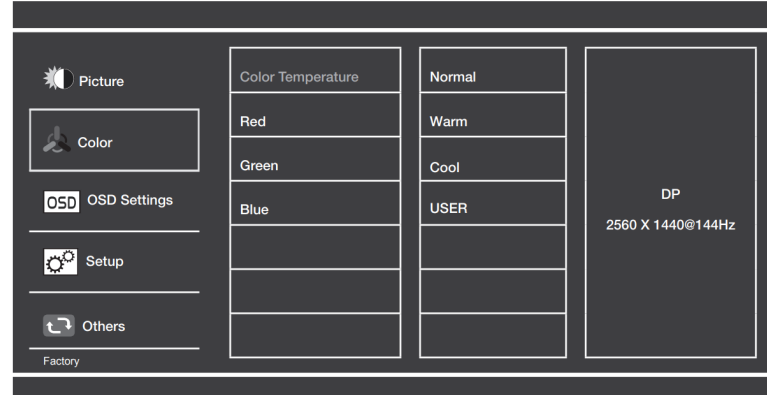 Picture
Color
OSD
OSD Settings
Setup
Others
Factory
Color Temperature
Red
Green
Blue
Normal
Warm
Cool
USER
DP
2560 X 1440@144Hz